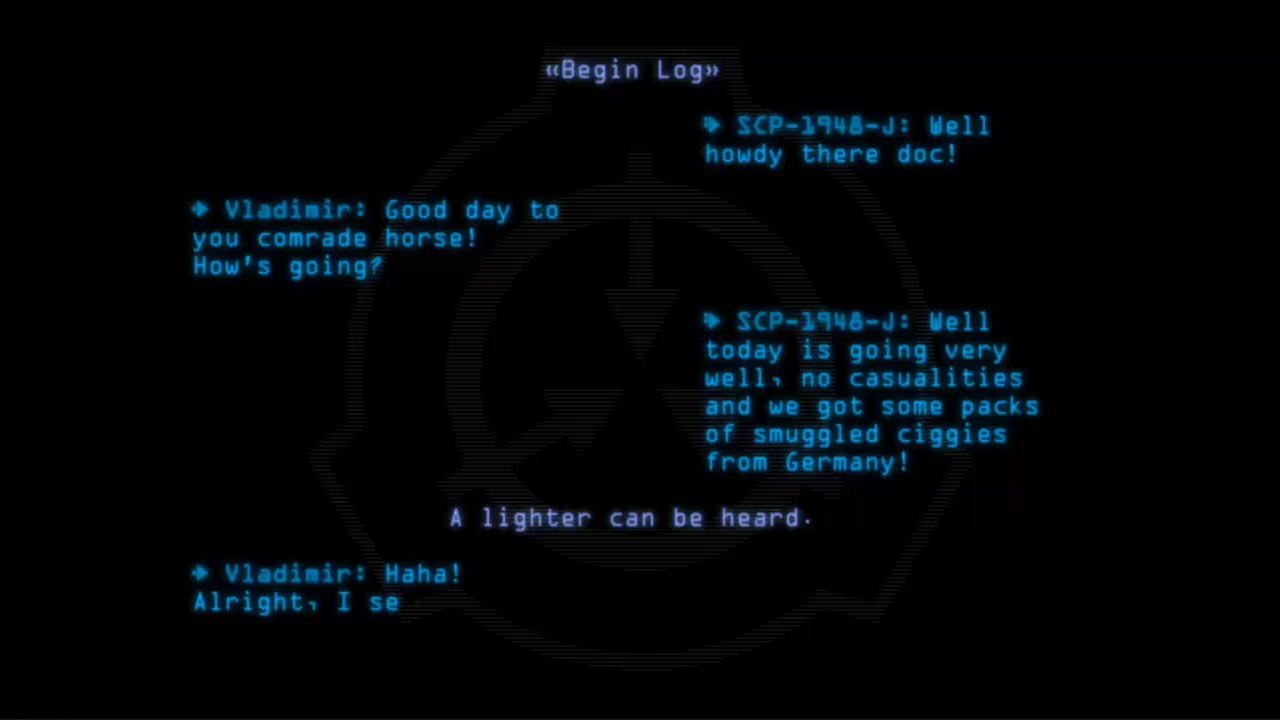 «Begin Log»
➜ SCP-1948-J: Well
howdy there doc!
➜ Vladimir: Good day to
you comrade horse!
How's going?
➜ SCP-1948-J: Well
today is going very
well, no casualities
and we got some packs
of smuggled ciggies
from Germany!
A lighter can be heard.
➜ Vladimir: Haha!
Alright, I se